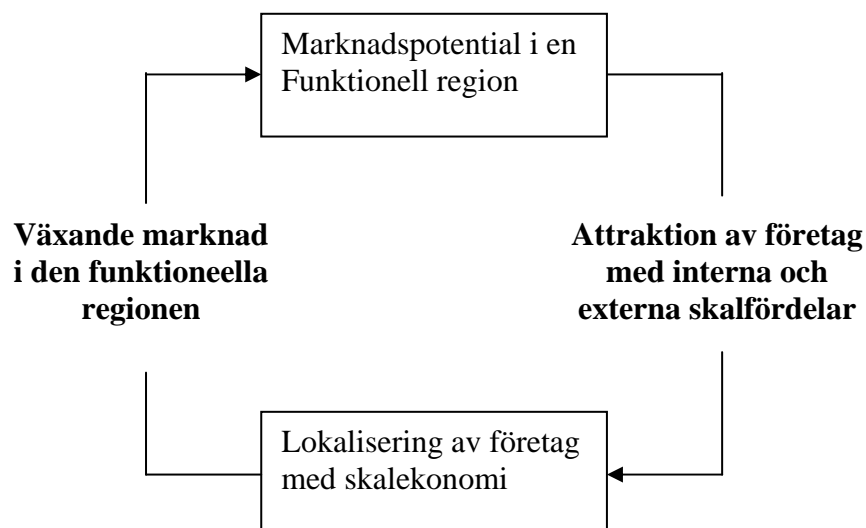 Marknadspotential i en
Funktionell region
Växande marknad
i den funktioneella
regionen
Attraktion av företag
med interna och
externa skalfördelar
Lokalisering av företag
med skalekonomi